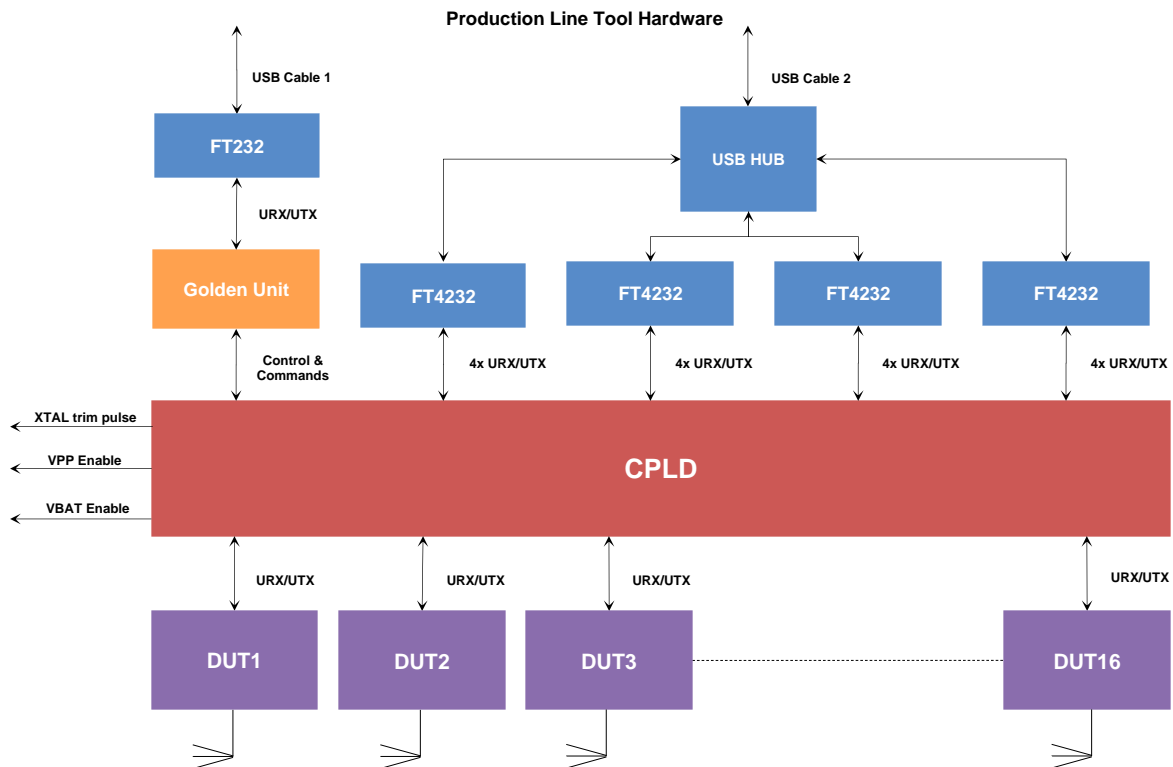 Production Line Tool Hardware
USB Cable 1
USB Cable 2
FT232
USB HUB
URX/UTX
Golden Unit
FT4232
FT4232
FT4232
FT4232
Control &
Commands
4x URX/UTX
4x URX/UTX
4x URX/UTX
4x URX/UTX
XTAL trim pulse
VPP Enable
VBAT Enable
CPLD
URX/UTX
URX/UTX
URX/UTX
URX/UTX
DUT1
DUT2
DUT3
DUT16